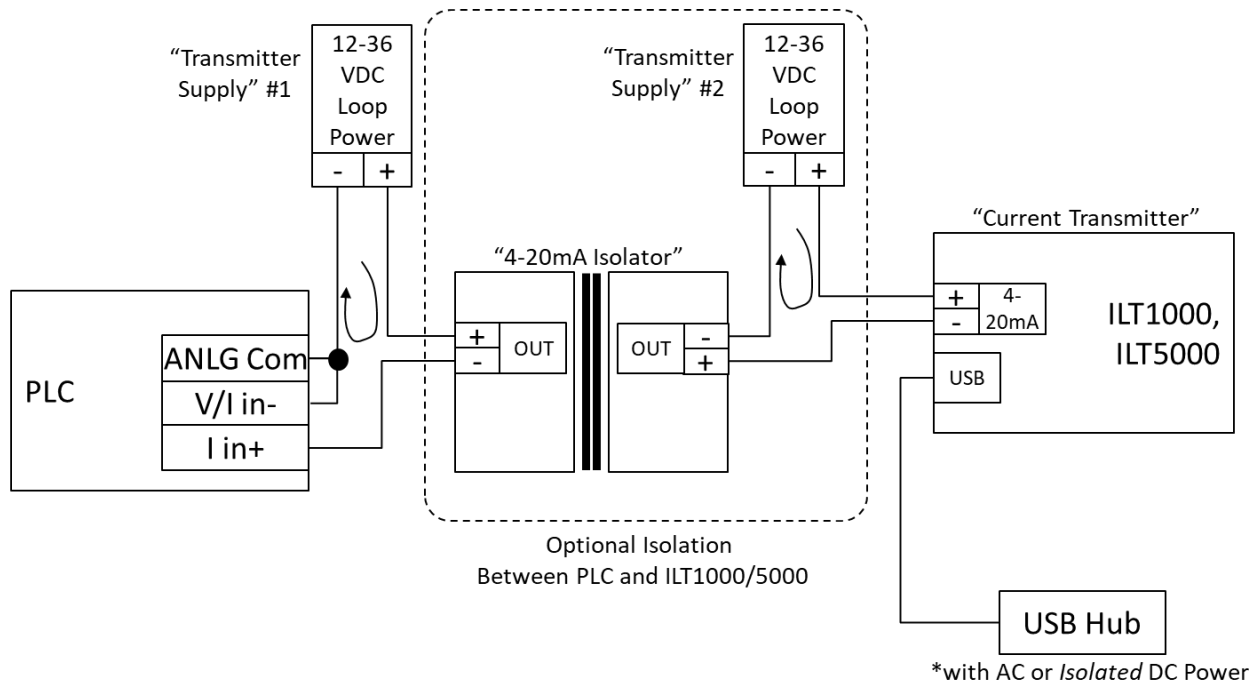 “Transmitter
Supply” #1
12-36
VDC
Loop
Power
- +
“Transmitter
Supply” #2
12-36
VDC
Loop
Power
- +
“Current Transmitter”
“4-20mA Isolator”
+
-
OUT
OUT
-
+
+
-
4-
20mA
USB
ILT1000,
ILT5000
PLC
ANLG Com
V/I in-
I in+
Optional Isolation
Between PLC and ILT1000/5000
USB Hub
*with AC or Isolated DC Power